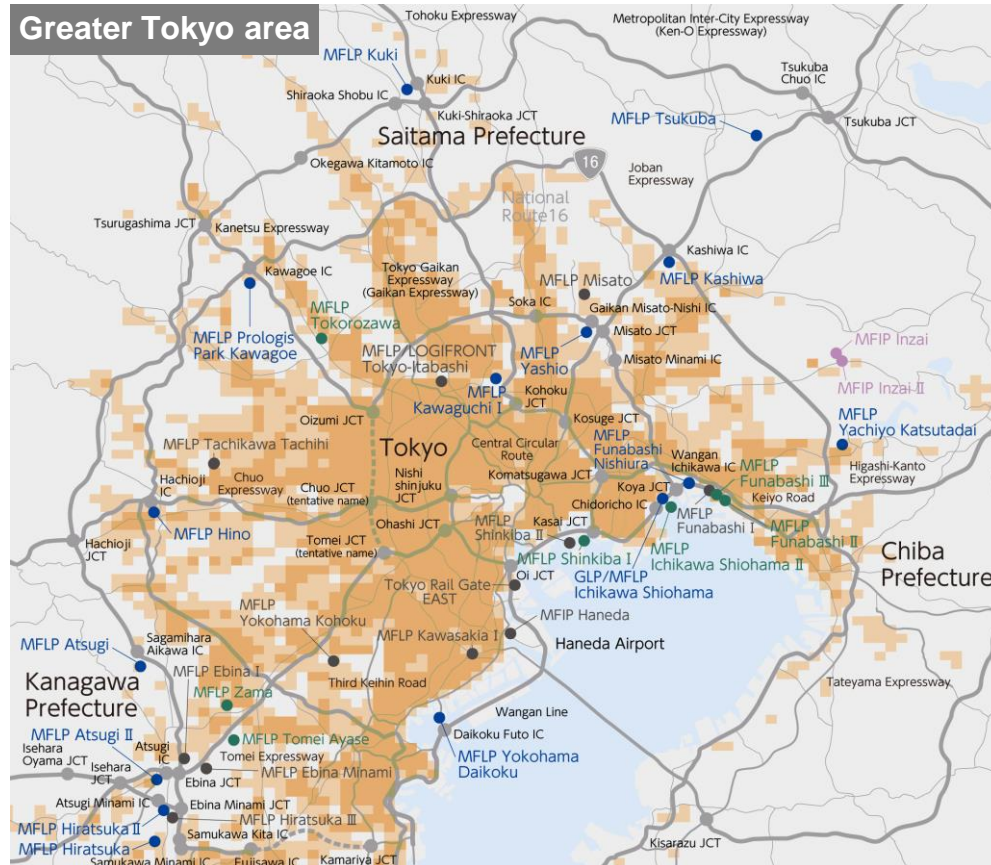 Greater Tokyo area
Tohoku Expressway
Metropolitan Inter-City Expressway
(Ken-O Expressway)
MFLP Kuki
Kuki IC
Tsukuba
Chuo IC
Shiraoka Shobu IC
Kuki-Shiraoka JCT
Tsukuba JCT
MFLP Tsukuba
Saitama Prefecture
Okegawa Kitamoto IC
16
Joban
Expressway
National
Route16
Tsurugashima JCT
Kanetsu Expressway
Kashiwa IC
Kawagoe IC
Tokyo Gaikan
Expressway
(Gaikan Expressway)
MFLP Misato
MFLP Kashiwa
MFLP
Tokorozawa
Soka IC
Gaikan Misato-Nishi IC
MFLP Prologis
Park Kawagoe
MFLP
Yashio
Misato JCT
MFIP Inzai
MFLP LOGIFRONT
Tokyo-Itabashi
Misato Minami IC
MFIP Inzai Ⅱ
MFLP
Kawaguchi Ⅰ
Kohoku
JCT
Oizumi JCT
Kosuge JCT
MFLP
Yachiyo Katsutadai
MFLP Tachikawa Tachihi
Tokyo
Central Circular
Route
MFLP
Funabashi
Nishiura
Wangan
Ichikawa IC
MFLP
Funabashi Ⅲ
Higashi-Kanto
Expressway
Hachioji
IC
Chuo
Expressway
Chuo JCT
(tentative name)
Nishi
shinjuku
JCT
Komatsugawa JCT
Koya JCT
Keiyo Road
Chidoricho IC
MFLP
Funabashi Ⅰ
MFLP
Funabashi Ⅱ
MFLP Hino
Ohashi JCT
MFLP
Shinkiba Ⅱ
Kasai JCT
Hachioji
JCT
Tomei JCT
(tentative name)
MFLP Shinkiba Ⅰ
MFLP
Ichikawa Shiohama Ⅱ
Chiba
Prefecture
Oi JCT
GLP/MFLP
Ichikawa Shiohama
Tokyo Rail Gate
EAST
MFLP
Yokohama Kohoku
MFIP Haneda
Sagamihara
Aikawa IC
MFLP Kawasakia Ⅰ
Haneda Airport
MFLP Atsugi
MFLP Ebina Ⅰ
Third Keihin Road
Tateyama Expressway
Kanagawa
Prefecture
MFLP Zama
Wangan Line
MFLP Atsugi Ⅱ
MFLP Tomei Ayase
Daikoku Futo IC
Isehara
Oyama JCT
Atsugi
IC
Tomei Expressway
MFLP Yokohama
Daikoku
Isehara
JCT
MFLP Ebina Minami
Ebina JCT
Atsugi Minami IC
Ebina Minami JCT
MFLP Hiratsuka Ⅱ
MFLP Hiratsuka Ⅲ
Samukawa Kita IC
MFLP Hiratsuka
Kisarazu JCT
Samukawa Minami IC
Fujisawa IC
Kamariya JCT